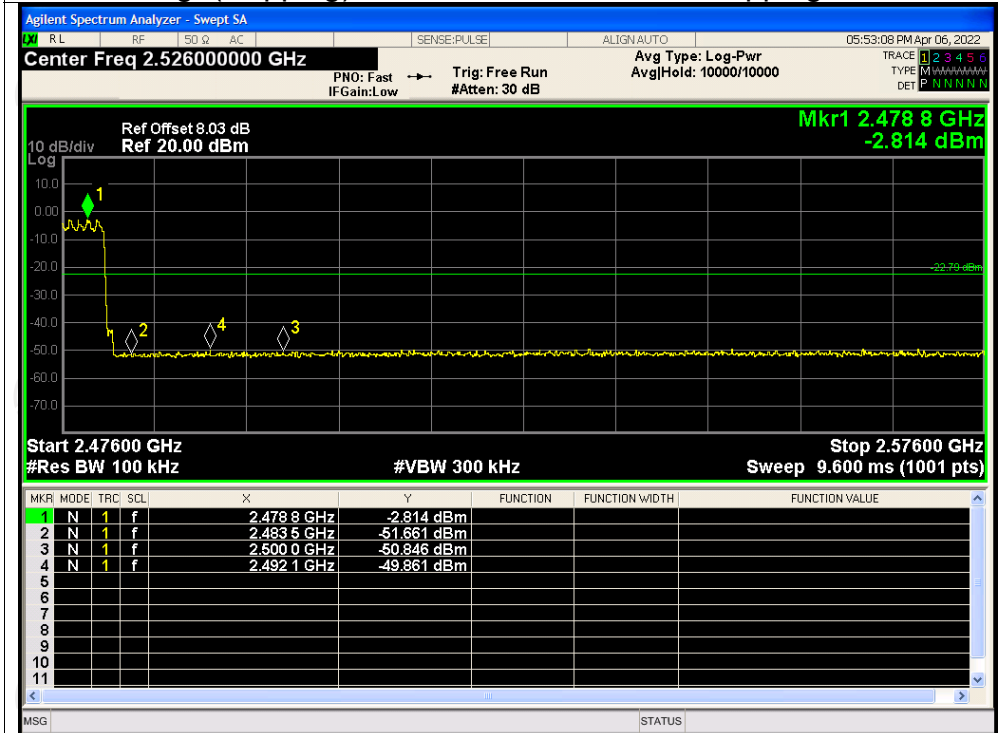 Agilent Spectrum Analyzer - Swept SA
LXI RL RF 50 Ω AC SENSE:PULSE ALIGN AUTO 05:53:08 PM Apr 06, 2022
Center Freq 2.526000000 GHz
PNO: Fast Trig: Free Run
IFGain:Low #Atten: 30 dB
Avg Type: Log-Pwr
Avg|Hold: 10000/10000
TRACE 1 2 3 4 5 6
TYPE M
DET P N N N N N
Mkr1 2.478 8 GHz
-2.814 dBm
Ref Offset 8.03 dB
10 dB/div Ref 20.00 dBm
Log
10.0
0.00
-10.0
-20.0
-30.0
-40.0
-50.0
-60.0
-70.0
1
2
4
3
-22.79 dBm
Start 2.47600 GHz Stop 2.57600 GHz
#Res BW 100 kHz #VBW 300 kHz Sweep 9.600 ms (1001 pts)
MKR MODE TRC SCL X Y FUNCTION FUNCTION WIDTH FUNCTION VALUE
1 N 1 f 2.478 8 GHz -2.814 dBm
2 N 1 f 2.483 5 GHz -51.661 dBm
3 N 1 f 2.500 0 GHz -50.846 dBm
4 N 1 f 2.492 1 GHz -49.861 dBm
5
6
7
8
9
10
11
MSG STATUS